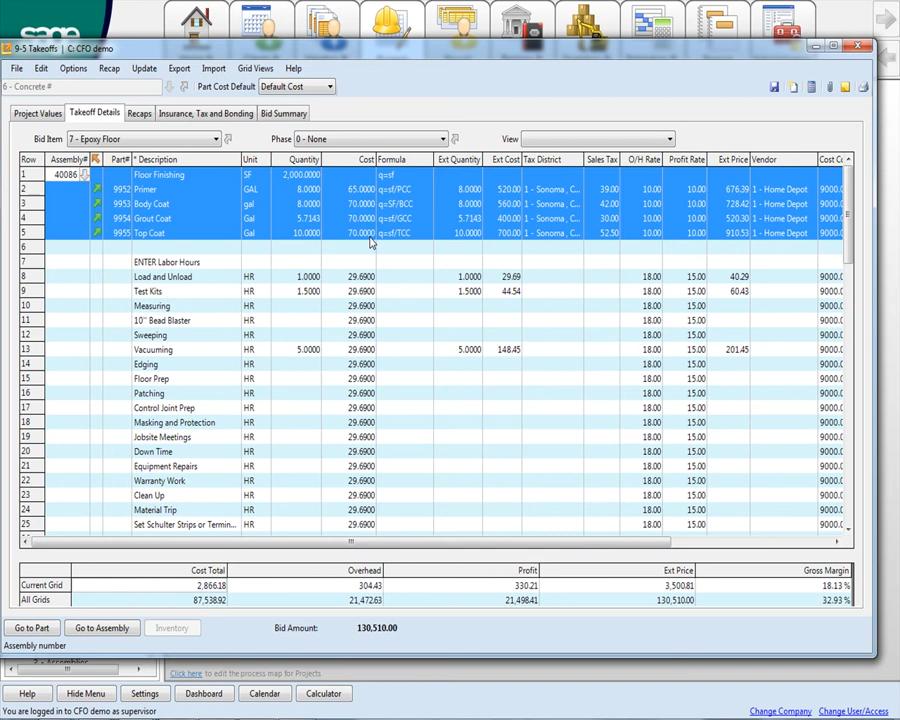 sage
9-5 Takeoffs | C: CFO demo
File Edit Options Recap Update Export Import Grid Views Help
6 - Concrete # Part Cost Default Default Cost
Project Values Takeoff Details Recaps Insurance, Tax and Bonding Bid Summary
Bid Item 7 - Epoxy Floor Phase 0 - None View
Row Assembly# Part# * Description Unit Quantity Cost Formula Ext Quantity Ext Cost Tax District Sales Tax O/H Rate Profit Rate Ext Price Vendor Cost Cc
1 40086 Floor Finishing SF 2,000.0000 q=sf
2 9952 Primer GAL 8.0000 65.0000 q=sf/PCC 8.0000 520.00 1 - Sonoma , C... 39.00 10.00 10.00 676.39 1 - Home Depot 9000.0
3 9953 Body Coat gal 8.0000 70.0000 q=SF/BCC 8.0000 560.00 1 - Sonoma , C... 42.00 10.00 10.00 728.42 1 - Home Depot 9000.0
4 9954 Grout Coat Gal 5.7143 70.0000 q=sf/GCC 5.7143 400.00 1 - Sonoma , C... 30.00 10.00 10.00 520.30 1 - Home Depot 9000.0
5 9955 Top Coat Gal 10.0000 70.0000 q=sf/TCC 10.0000 700.00 1 - Sonoma , C... 52.50 10.00 10.00 910.53 1 - Home Depot 9000.0
6
7 ENTER Labor Hours
8 Load and Unload HR 1.0000 29.6900 1.0000 29.69 18.00 15.00 40.29 9000.0
9 Test Kits HR 1.5000 29.6900 1.5000 44.54 18.00 15.00 60.43 9000.0
10 Measuring HR 29.6900 18.00 15.00 9000.0
11 10" Bead Blaster HR 29.6900 18.00 15.00 9000.0
12 Sweeping HR 29.6900 18.00 15.00 9000.0
13 Vacuuming HR 5.0000 29.6900 5.0000 148.45 18.00 15.00 201.45 9000.0
14 Edging HR 29.6900 18.00 15.00 9000.0
15 Floor Prep HR 29.6900 18.00 15.00 9000.0
16 Patching HR 29.6900 18.00 15.00 9000.0
17 Control Joint Prep HR 29.6900 18.00 15.00 9000.0
18 Masking and Protection HR 29.6900 18.00 15.00 9000.0
19 Jobsite Meetings HR 29.6900 18.00 15.00 9000.0
20 Down Time HR 29.6900 18.00 15.00 9000.0
21 Equipment Repairs HR 29.6900 18.00 15.00 9000.0
22 Warranty Work HR 29.6900 18.00 15.00 9000.0
23 Clean Up HR 29.6900 18.00 15.00 9000.0
24 Material Trip HR 29.6900 18.00 15.00 9000.0
25 Set Schulter Strips or Termin... HR 29.6900 18.00 15.00 9000.0
Cost Total Overhead Profit Ext Price Gross Margin
Current Grid 2,866.18 304.43 330.21 3,500.81 18.13 %
All Grids 87,538.92 21,472.63 21,498.41 130,510.00 32.93 %
Go to Part Go to Assembly Inventory Bid Amount: 130,510.00
Assembly number
Click here to edit the process map for Projects
Help Hide Menu Settings Dashboard Calendar Calculator
You are logged in to CFO demo as supervisor Change Company Change User/Access